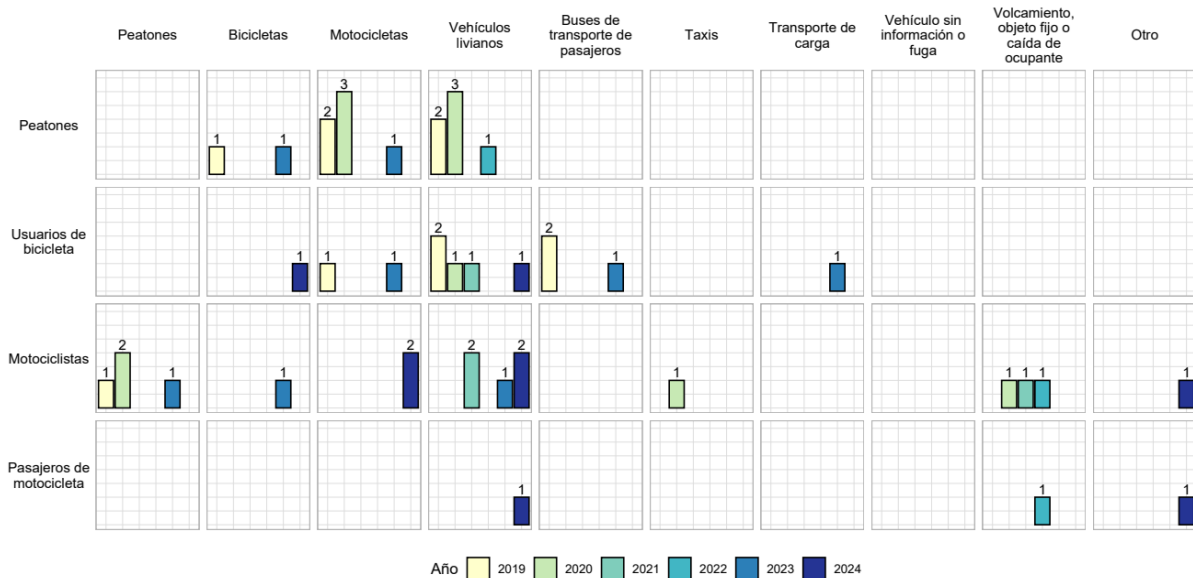 Peatones
Bicicletas
Motocicletas
Vehículos
livianos
Buses de
transporte de
pasajeros
Taxis
Transporte de
carga
Vehículo sin
información o
fuga
Volcamiento,
objeto fijo o
caída de
ocupante
Otro
Peatones
1 1 2 3 1 2 3 1
Usuarios de
bicicleta
1 1 1 2 1 1 1 2 1 1
Motociclistas
1 2 1 1 2 2 1 2 1 1 1 1 1
Pasajeros de
motocicleta
1 1 1
Año 2019 2020 2021 2022 2023 2024